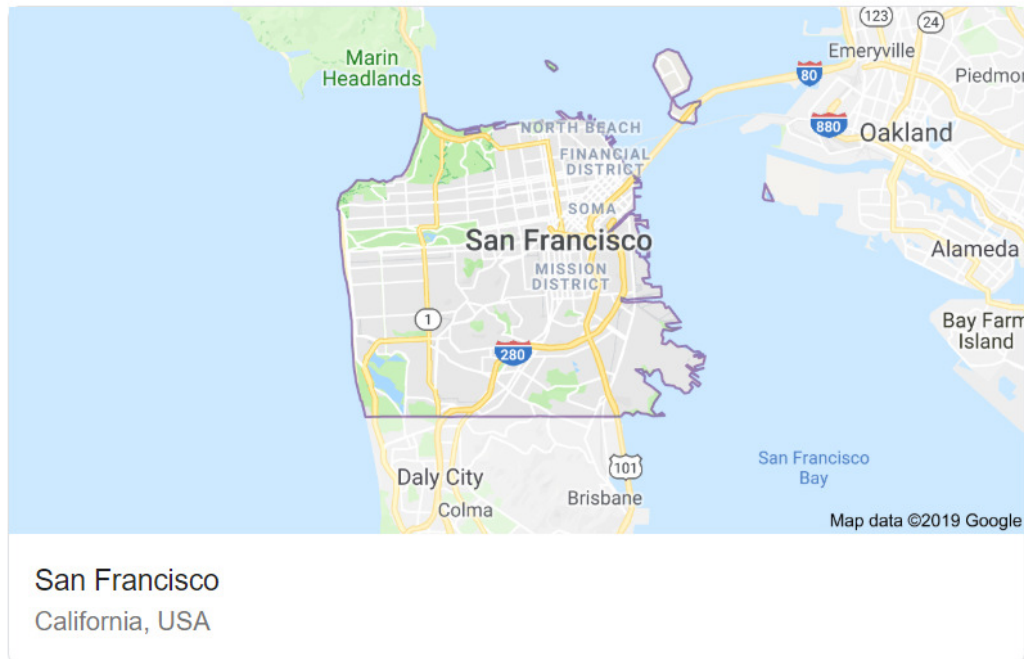 123
24
Marin
Headlands
Emeryville
80
Piedmon
880
Oakland
NORTH BEACH
FINANCIAL
DISTRICT
SOMA
San Francisco
Alameda
MISSION
DISTRICT
1
Bay Farm
Island
280
San Francisco
Bay
101
Daly City
Brisbane
Colma
Map data ©2019 Google
San Francisco
California, USA